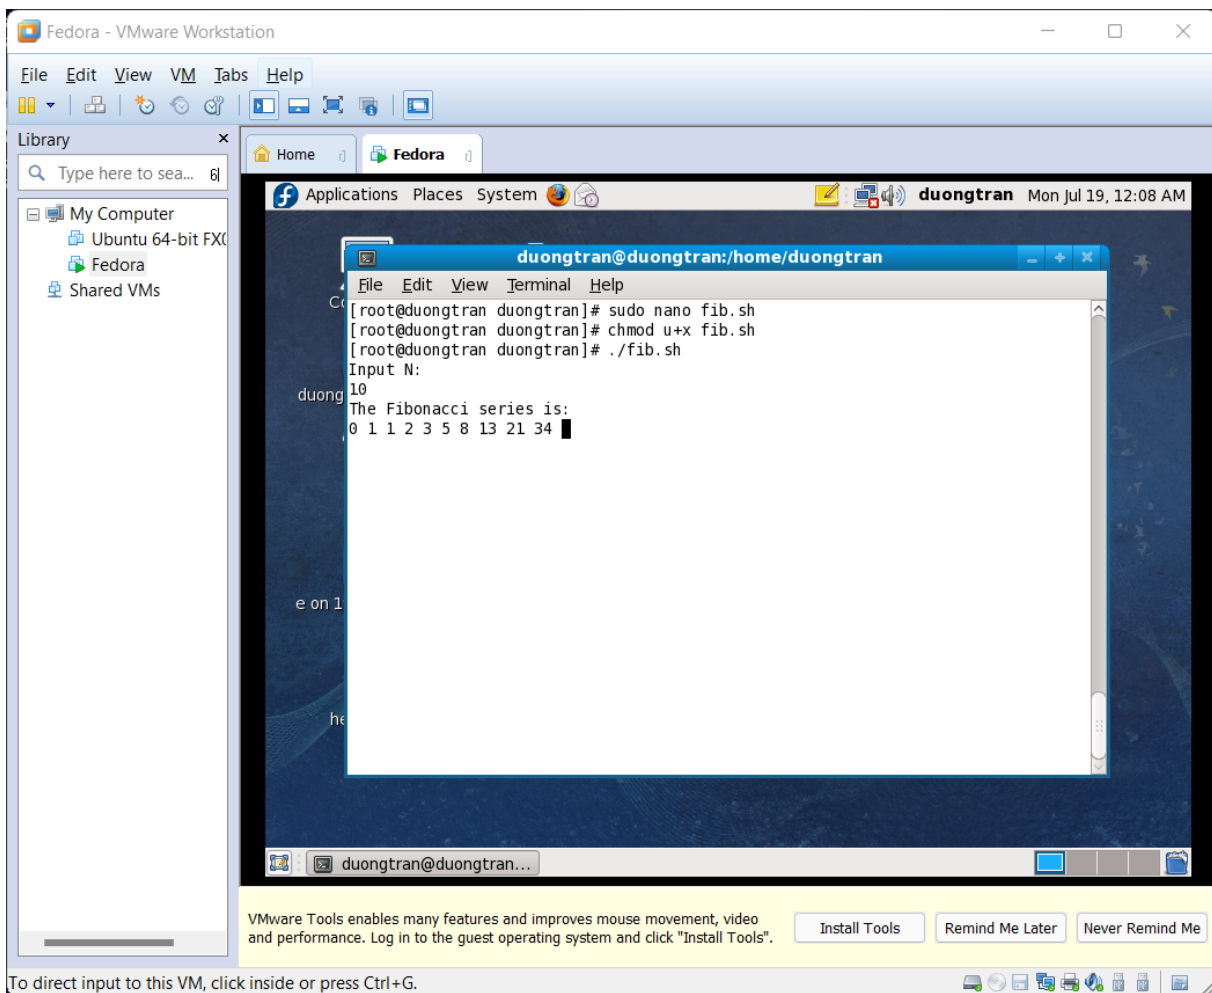 Fedora - VMware Workstation
File Edit View VM Tabs Help
Library ×
Type here to sea...
My Computer
Ubuntu 64-bit FX(
Fedora
Shared VMs
Home
Fedora
Applications Places System
duongtran Mon Jul 19, 12:08 AM
duongtran@duongtran:/home/duongtran
File Edit View Terminal Help
[root@duongtran duongtran]# sudo nano fib.sh
[root@duongtran duongtran]# chmod u+x fib.sh
[root@duongtran duongtran]# ./fib.sh
Input N:
10
The Fibonacci series is:
0 1 1 2 3 5 8 13 21 34
Co
duong
e on 1
he
duongtran@duongtran...
VMware Tools enables many features and improves mouse movement, video
and performance. Log in to the guest operating system and click "Install Tools".
Install Tools
Remind Me Later
Never Remind Me
To direct input to this VM, click inside or press Ctrl+G.